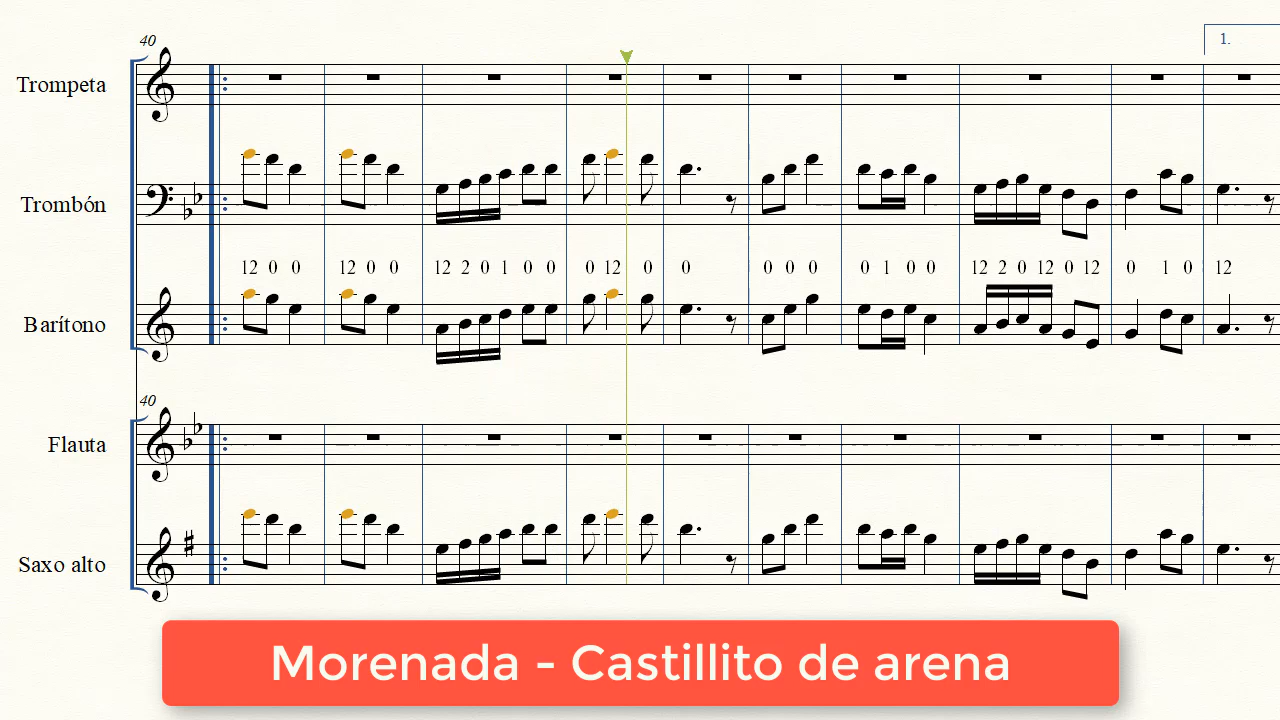 40
1.
Trompeta
Trombón
12 0 0 12 0 0 12 2 0 1 0 0 0 12 0 0 0 0 0 0 1 0 0 12 2 0 12 0 12 0 1 0 12
Barítono
40
Flauta
Saxo alto
Morenada - Castillito de arena